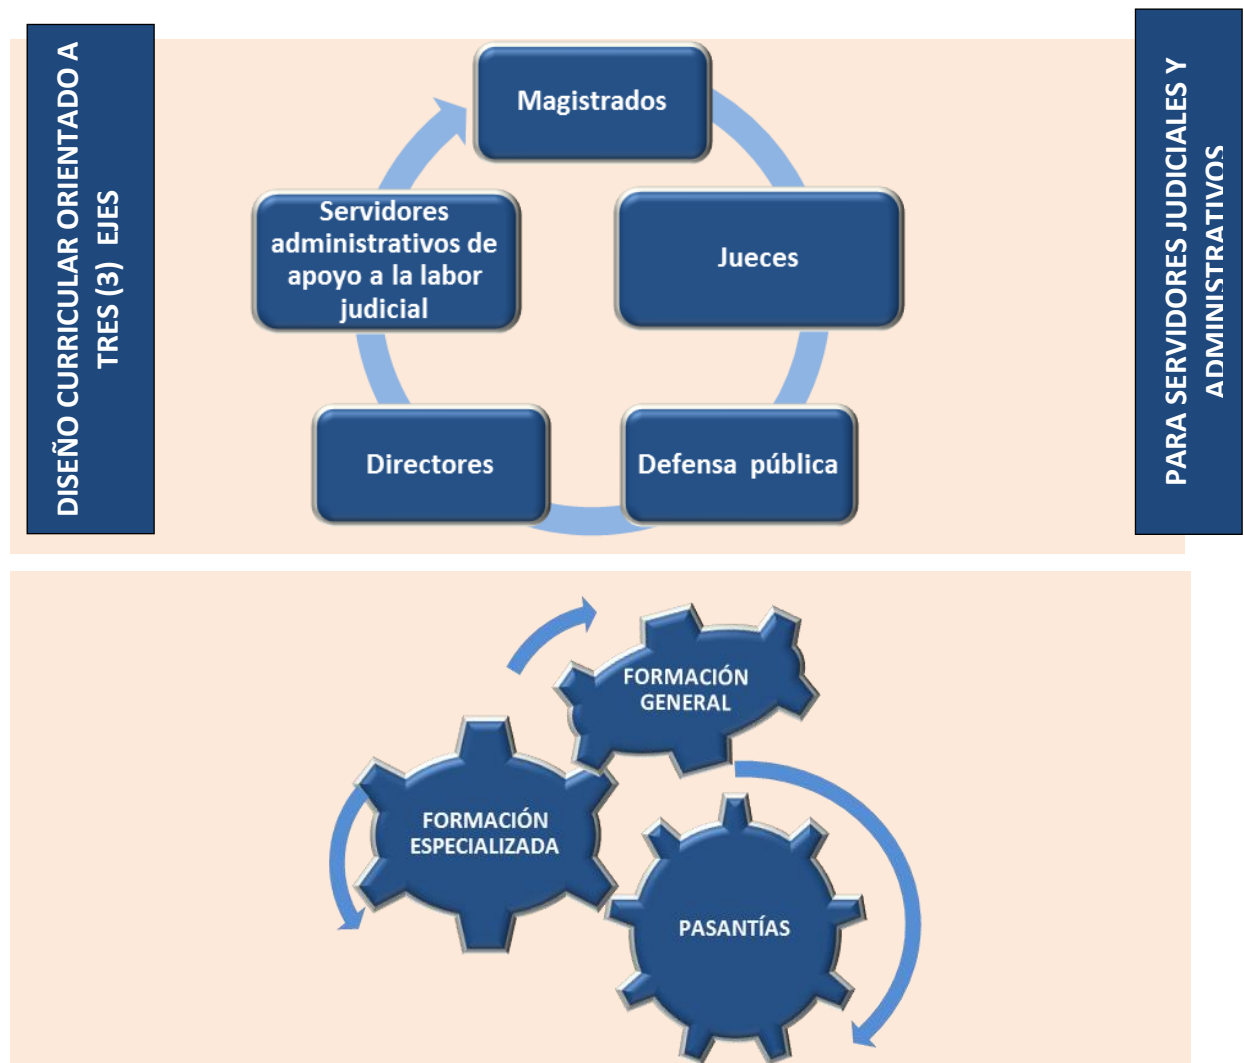 DISEÑO CURRICULAR ORIENTADO A
TRES (3) EJES
Magistrados
Servidores
administrativos de
apoyo a la labor
judicial
Jueces
Directores
Defensa pública
PARA SERVIDORES JUDICIALES Y
ADMINISTRATIVOS
FORMACIÓN
GENERAL
FORMACIÓN
ESPECIALIZADA
PASANTÍAS